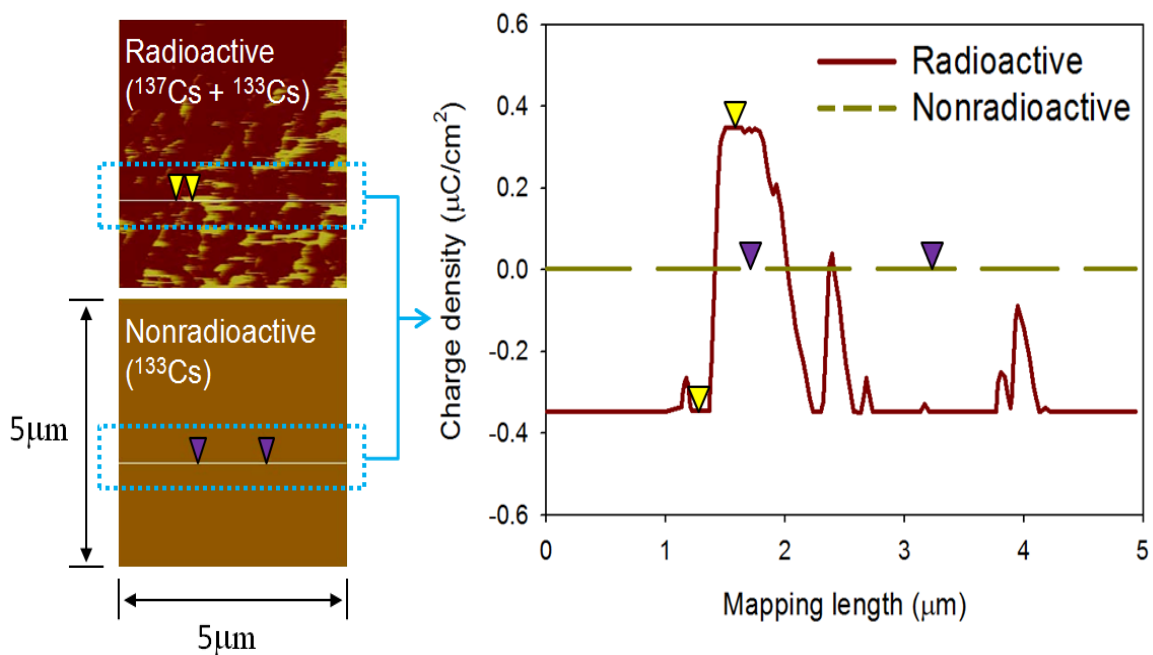 Radioactive
(¹³⁷Cs + ¹³³Cs)
Nonradioactive
(¹³³Cs)
5μm
5μm
Charge density (μC/cm²)
0.6
0.4
0.2
0.0
-0.2
-0.4
-0.6
Radioactive
Nonradioactive
0 1 2 3 4 5
Mapping length (μm)